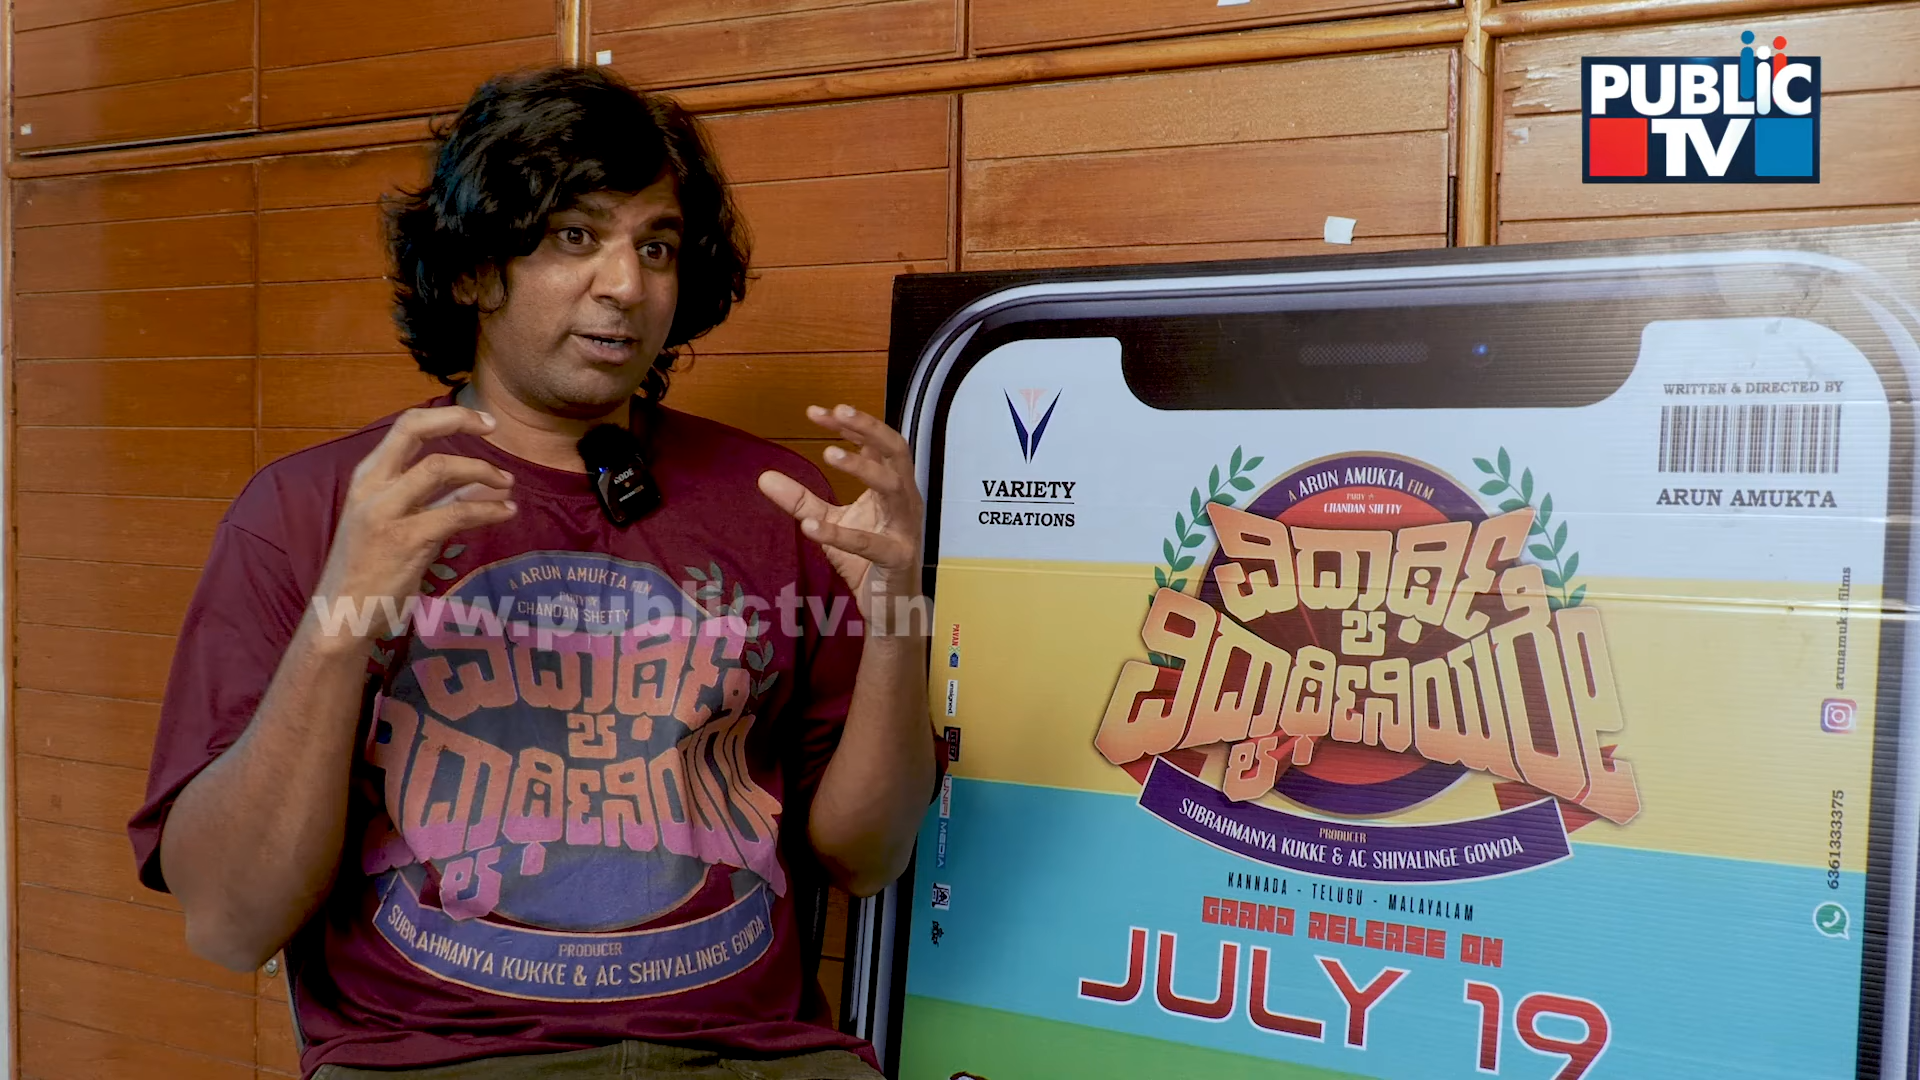 PUBLiC
TV
www.publictv.in
A ARUN AMUKTA FILM
CHANDAN SHETTY
ವಿದ್ಯಾರ್ಥಿ
ವಿದ್ಯಾರ್ಥಿನಿಯರೇ
PRODUCER
SUBRAHMANYA KUKKE & AC SHIVALINGE GOWDA
VARIETY
CREATIONS
WRITTEN & DIRECTED BY
ARUN AMUKTA
A ARUN AMUKTA FILM
PARTY
CHANDAN SHETTY
ವಿದ್ಯಾರ್ಥಿ
ವಿದ್ಯಾರ್ಥಿನಿಯರೇ
PRODUCER
SUBRAHMANYA KUKKE & AC SHIVALINGE GOWDA
KANNADA - TELUGU - MALAYALAM
GRAND RELEASE ON
JULY 19
arunamuktafilms
6361333375